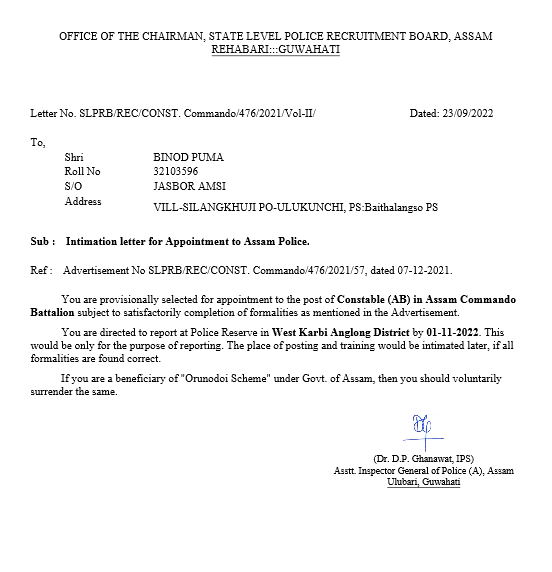 OFFICE OF THE CHAIRMAN, STATE LEVEL POLICE RECRUITMENT BOARD, ASSAM
REHABARI:::GUWAHATI
Letter No. SLPRB/REC/CONST. Commando/476/2021/Vol-II/ Dated: 23/09/2022
To,
Shri BINOD PUMA
Roll No 32103596
S/O JASBOR AMSI
Address VILL-SILANGKHUJI PO-ULUKUNCHI, PS:Baithalangso PS
Sub : Intimation letter for Appointment to Assam Police.
Ref : Advertisement No SLPRB/REC/CONST. Commando/476/2021/57, dated 07-12-2021.
You are provisionally selected for appointment to the post of Constable (AB) in Assam Commando
Battalion subject to satisfactorily completion of formalities as mentioned in the Advertisement.
You are directed to report at Police Reserve in West Karbi Anglong District by 01-11-2022. This
would be only for the purpose of reporting. The place of posting and training would be intimated later, if all
formalities are found correct.
If you are a beneficiary of "Orunodoi Scheme" under Govt. of Assam, then you should voluntarily
surrender the same.
(Dr. D.P. Ghanawat, IPS)
Asstt. Inspector General of Police (A), Assam
Ulubari, Guwahati